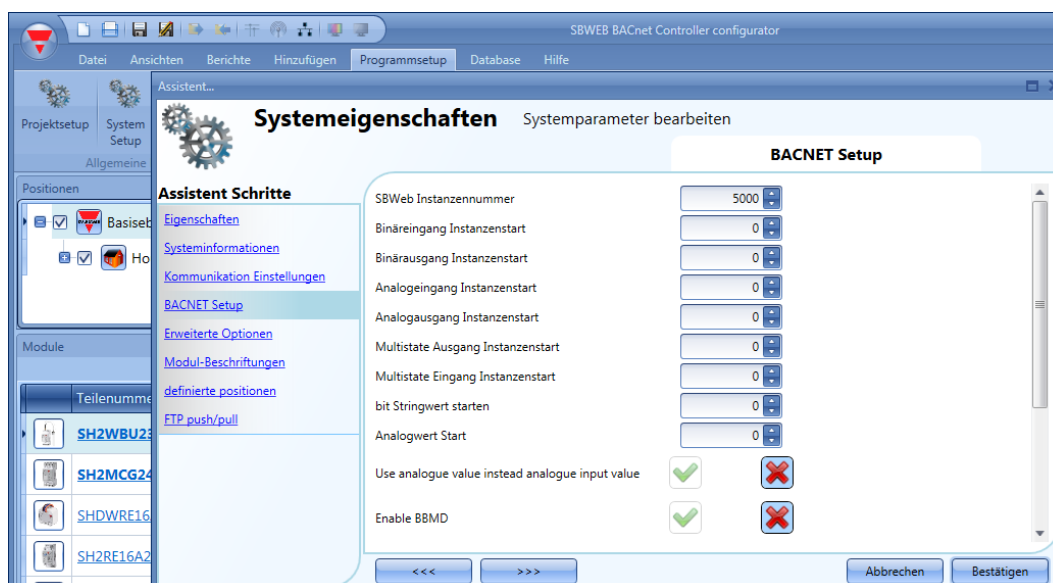 SBWEB BACnet Controller configurator
Datei Ansichten Berichte Hinzufügen Programmsetup Database Hilfe
Assistent...
Projektsetup
System Setup
Allgemeine
Systemeigenschaften Systemparameter bearbeiten
BACNET Setup
Positionen
Basiseb
Ho
Module
Teilenumme
SH2WBU23
SH2MCG24
SHDWRE16
SH2RE16A2
Assistent Schritte
Eigenschaften
Systeminformationen
Kommunikation Einstellungen
BACNET Setup
Erweiterte Optionen
Modul-Beschriftungen
definierte positionen
FTP push/pull
SBWeb Instanzennummer 5000
Binäreingang Instanzenstart 0
Binärausgang Instanzenstart 0
Analogeingang Instanzenstart 0
Analogausgang Instanzenstart 0
Multistate Ausgang Instanzenstart 0
Multistate Eingang Instanzenstart 0
bit Stringwert starten 0
Analogwert Start 0
Use analogue value instead analogue input value
Enable BBMD
<<< >>> Abbrechen Bestätigen